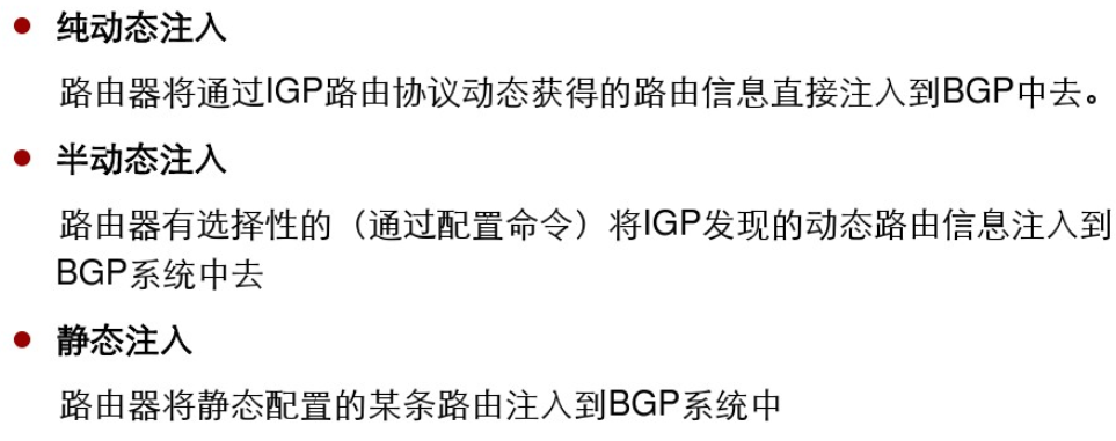 纯动态注入
路由器将通过IGP路由协议动态获得的路由信息直接注入到BGP中去。
半动态注入
路由器有选择性的（通过配置命令）将IGP发现的动态路由信息注入到
BGP系统中去
静态注入
路由器将静态配置的某条路由注入到BGP系统中